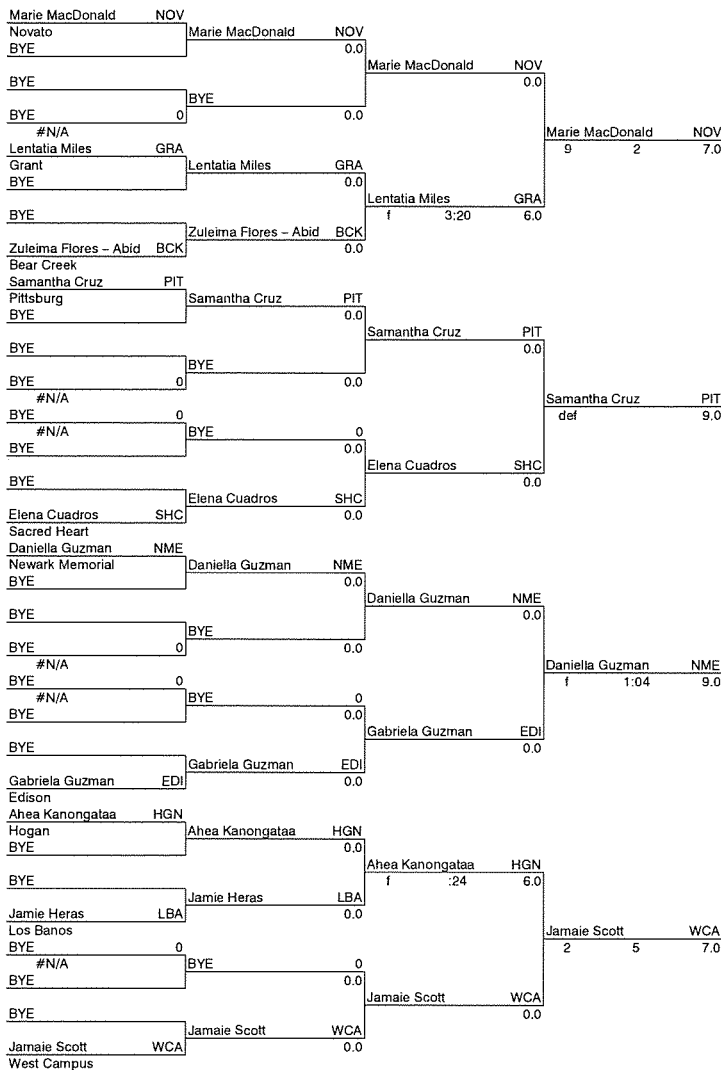 Marie MacDonald NOV
Novato
BYE
BYE
BYE 0
#N/A
Lentatia Miles GRA
Grant
BYE
BYE
Zuleima Flores – Abid BCK
Bear Creek
Samantha Cruz PIT
Pittsburg
BYE
BYE
BYE 0
#N/A
BYE 0
#N/A
BYE
BYE
Elena Cuadros SHC
Sacred Heart
Daniella Guzman NME
Newark Memorial
BYE
BYE
BYE 0
#N/A
BYE 0
#N/A
BYE
BYE
Gabriela Guzman EDI
Edison
Ahea Kanongataa HGN
Hogan
BYE
BYE
Jamie Heras LBA
Los Banos
BYE 0
#N/A
BYE
BYE
Jamaie Scott WCA
West Campus
Marie MacDonald NOV
0.0
BYE
0.0
Lentatia Miles GRA
0.0
Zuleima Flores – Abid BCK
0.0
Samantha Cruz PIT
0.0
BYE
0.0
BYE 0
0.0
Elena Cuadros SHC
0.0
Daniella Guzman NME
0.0
BYE
0.0
BYE 0
0.0
Gabriela Guzman EDI
0.0
Ahea Kanongataa HGN
0.0
Jamie Heras LBA
0.0
BYE 0
0.0
Jamaie Scott WCA
0.0
Marie MacDonald NOV
0.0
Lentatia Miles GRA
f 3:20 6.0
Samantha Cruz PIT
0.0
Elena Cuadros SHC
0.0
Daniella Guzman NME
0.0
Gabriela Guzman EDI
0.0
Ahea Kanongataa HGN
f :24 6.0
Jamaie Scott WCA
0.0
Marie MacDonald NOV
9 2 7.0
Samantha Cruz PIT
def 9.0
Daniella Guzman NME
f 1:04 9.0
Jamaie Scott WCA
2 5 7.0